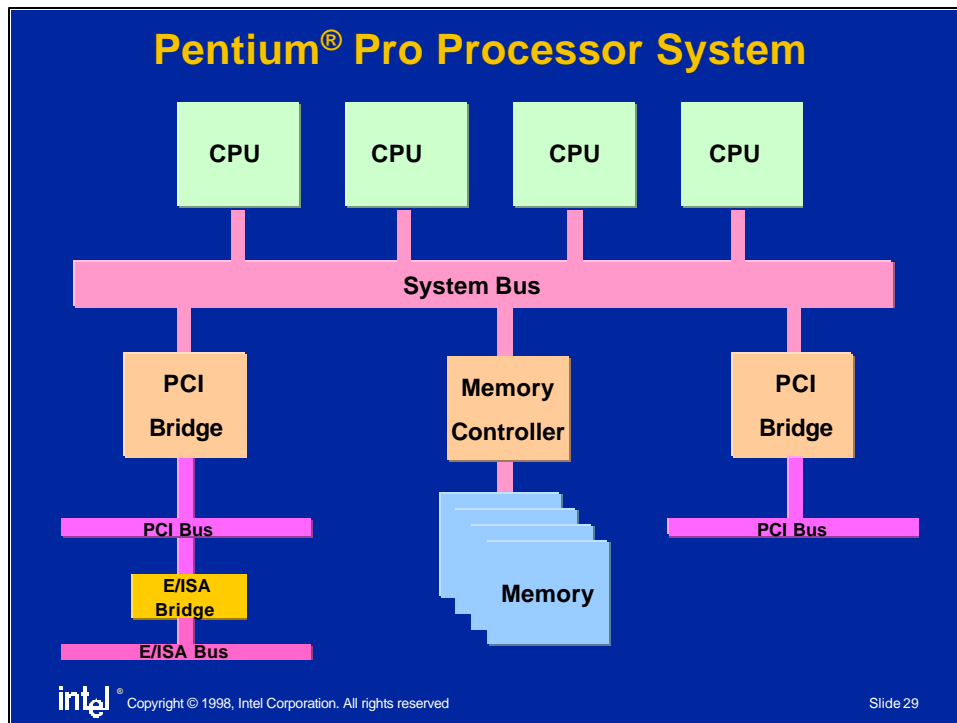 Pentium® Pro Processor System
CPU
CPU
CPU
CPU
System Bus
PCI
Bridge
Memory
Controller
PCI
Bridge
PCI Bus
PCI Bus
E/ISA
Bridge
Memory
E/ISA Bus
intel® Copyright © 1998, Intel Corporation. All rights reserved
Slide 29